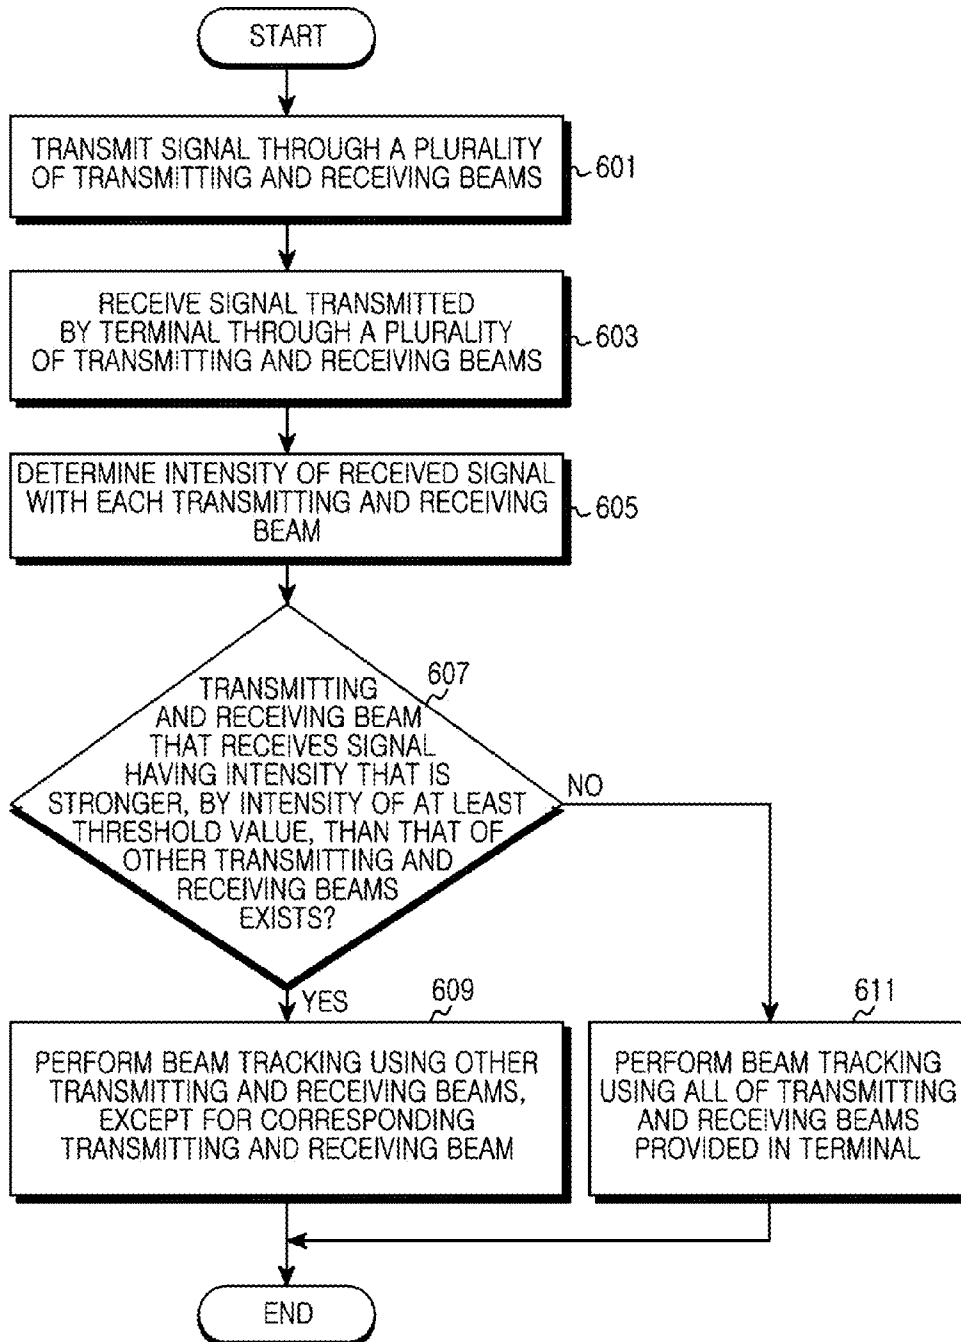 START
TRANSMIT SIGNAL THROUGH A PLURALITY
OF TRANSMITTING AND RECEIVING BEAMS
601
RECEIVE SIGNAL TRANSMITTED
BY TERMINAL THROUGH A PLURALITY
OF TRANSMITTING AND RECEIVING BEAMS
603
DETERMINE INTENSITY OF RECEIVED SIGNAL
WITH EACH TRANSMITTING AND RECEIVING
BEAM
605
607
TRANSMITTING
AND RECEIVING BEAM
THAT RECEIVES SIGNAL
HAVING INTENSITY THAT IS
STRONGER, BY INTENSITY OF AT LEAST
THRESHOLD VALUE, THAN THAT OF
OTHER TRANSMITTING AND
RECEIVING BEAMS
EXISTS?
NO
YES
609
PERFORM BEAM TRACKING USING OTHER
TRANSMITTING AND RECEIVING BEAMS,
EXCEPT FOR CORRESPONDING
TRANSMITTING AND RECEIVING BEAM
611
PERFORM BEAM TRACKING
USING ALL OF TRANSMITTING
AND RECEIVING BEAMS
PROVIDED IN TERMINAL
END